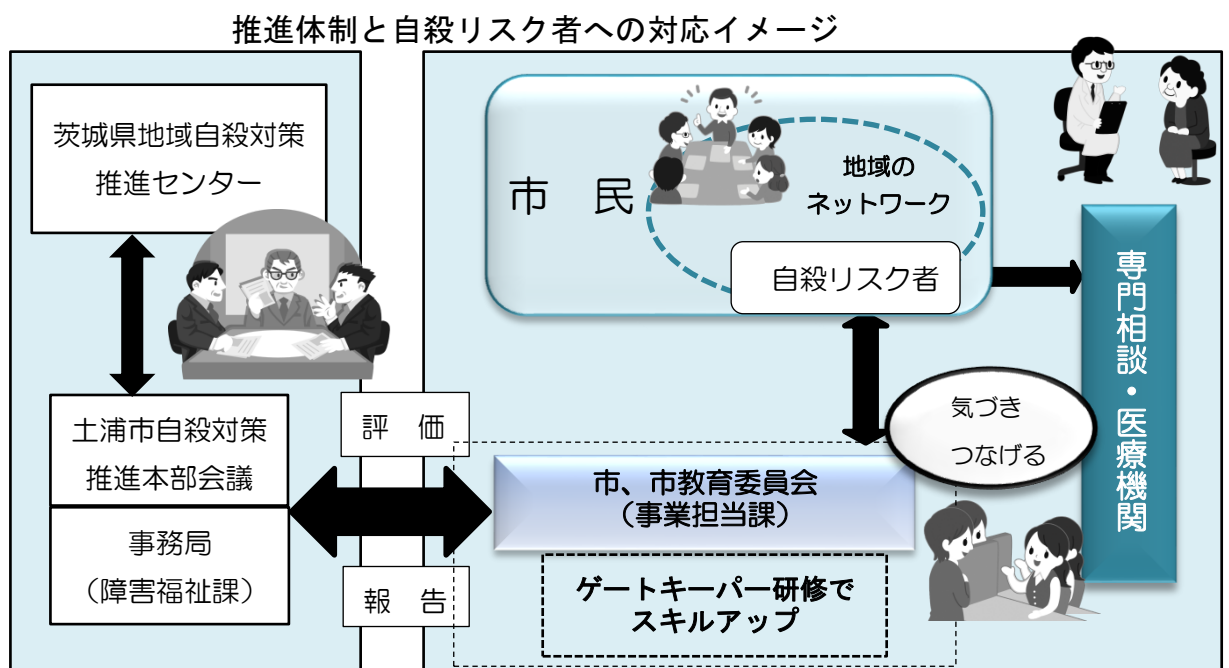 推進体制と自殺リスク者への対応イメージ
茨城県地域自殺対策
推進センター
土浦市自殺対策
推進本部会議
事務局
（障害福祉課）
評　価
報　告
市　民
地域の
ネットワーク
自殺リスク者
気づき
つなげる
市、市教育委員会
（事業担当課）
ゲートキーパー研修で
スキルアップ
専門相談・医療機関